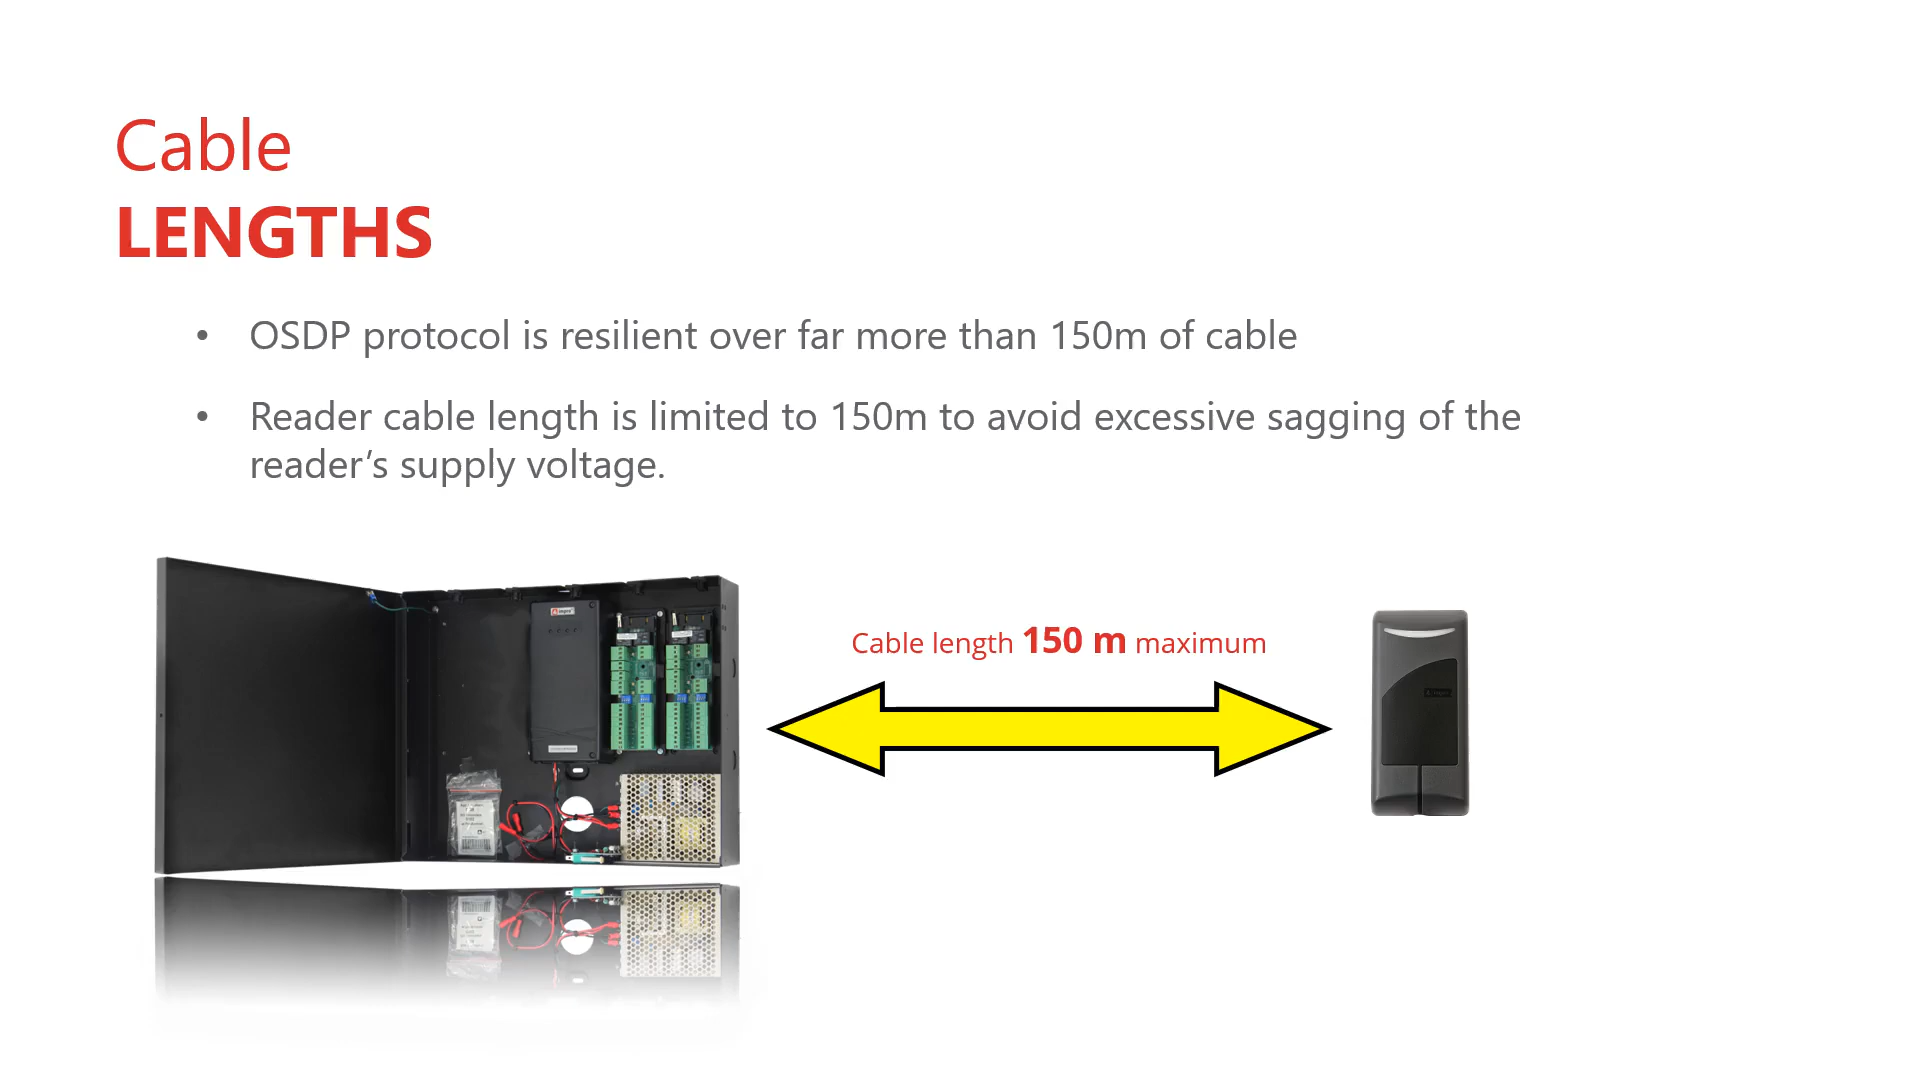 Cable
LENGTHS
• OSDP protocol is resilient over far more than 150m of cable
• Reader cable length is limited to 150m to avoid excessive sagging of the
reader’s supply voltage.
impro
Cable length 150 m maximum